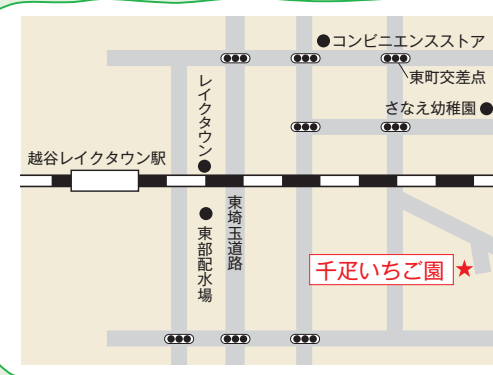 コンビニエンスストア
東町交差点
レイクタウン
さなえ幼稚園
越谷レイクタウン駅
東埼玉道路
東部配水場
千疋いちご園